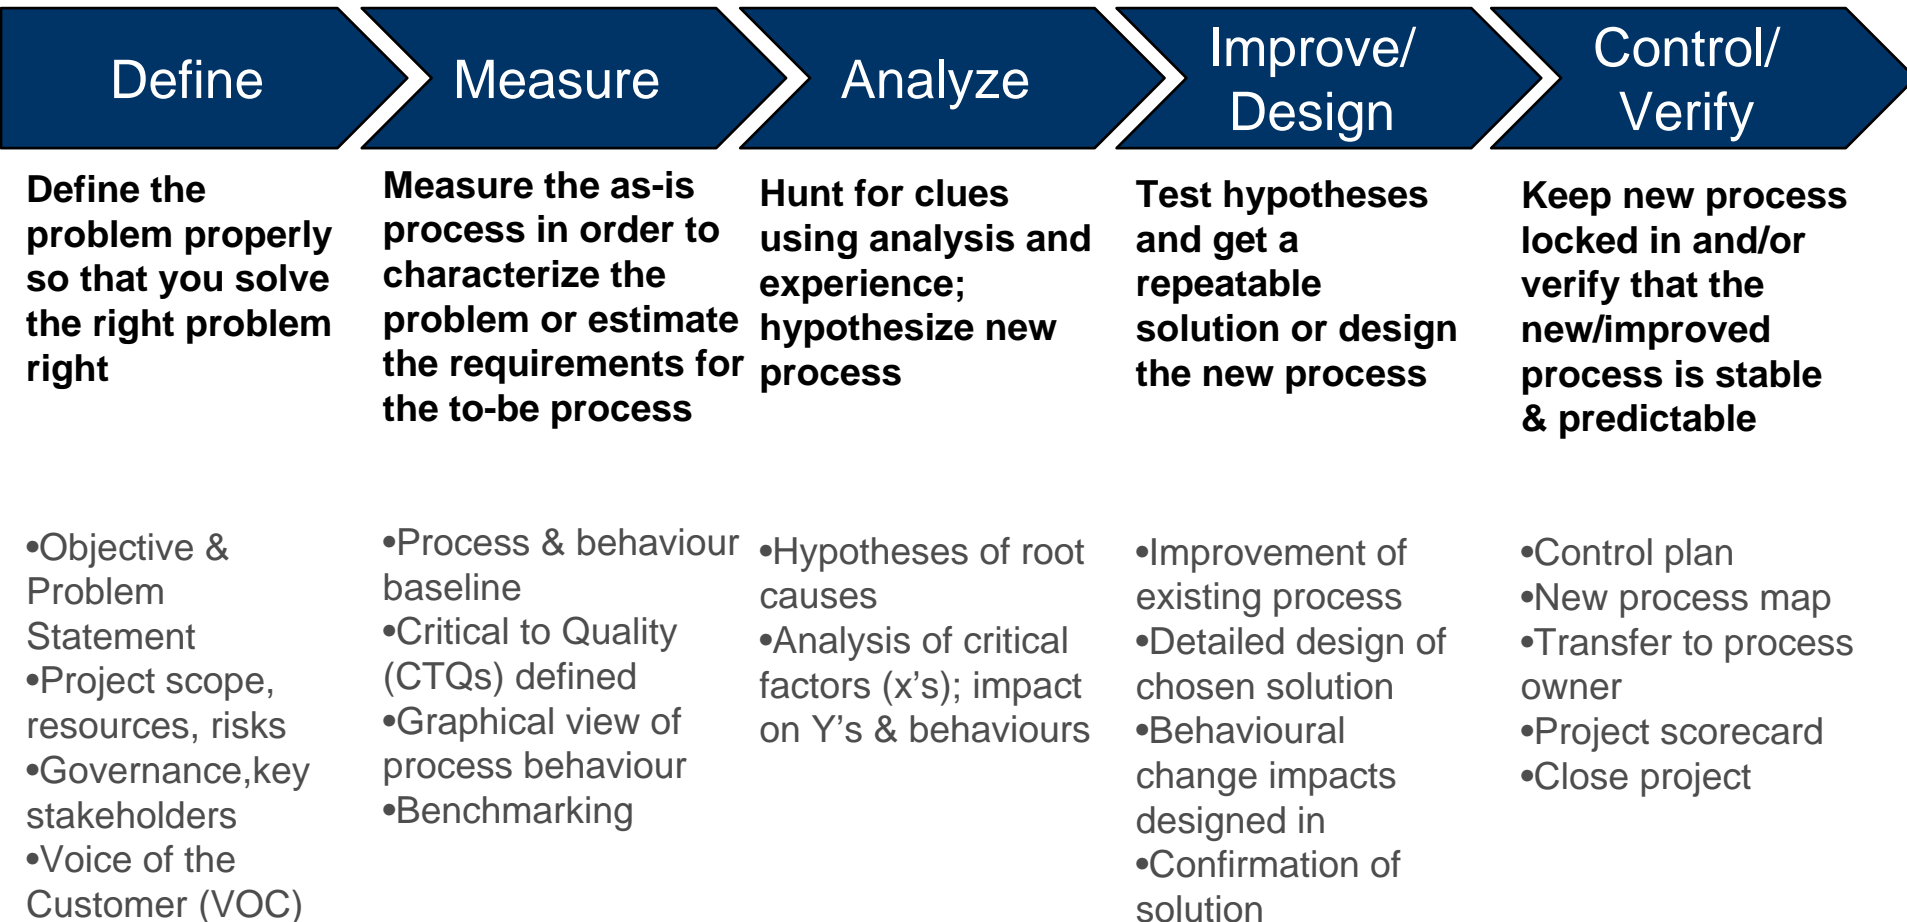 Define
Measure
Analyze
Improve/
Design
Control/
Verify
Define the
problem properly
so that you solve
the right problem
right
Measure the as-is
process in order to
characterize the
problem or estimate
the requirements for
the to-be process
Hunt for clues
using analysis and
experience;
hypothesize new
process
Test hypotheses
and get a
repeatable
solution or design
the new process
Keep new process
locked in and/or
verify that the
new/improved
process is stable
& predictable
•Objective &
Problem
Statement
•Project scope,
resources, risks
•Governance,key
stakeholders
•Voice of the
Customer (VOC)
•Process & behaviour
baseline
•Critical to Quality
(CTQs) defined
•Graphical view of
process behaviour
•Benchmarking
•Hypotheses of root
causes
•Analysis of critical
factors (x’s); impact
on Y’s & behaviours
•Improvement of
existing process
•Detailed design of
chosen solution
•Behavioural
change impacts
designed in
•Confirmation of
solution
•Control plan
•New process map
•Transfer to process
owner
•Project scorecard
•Close project